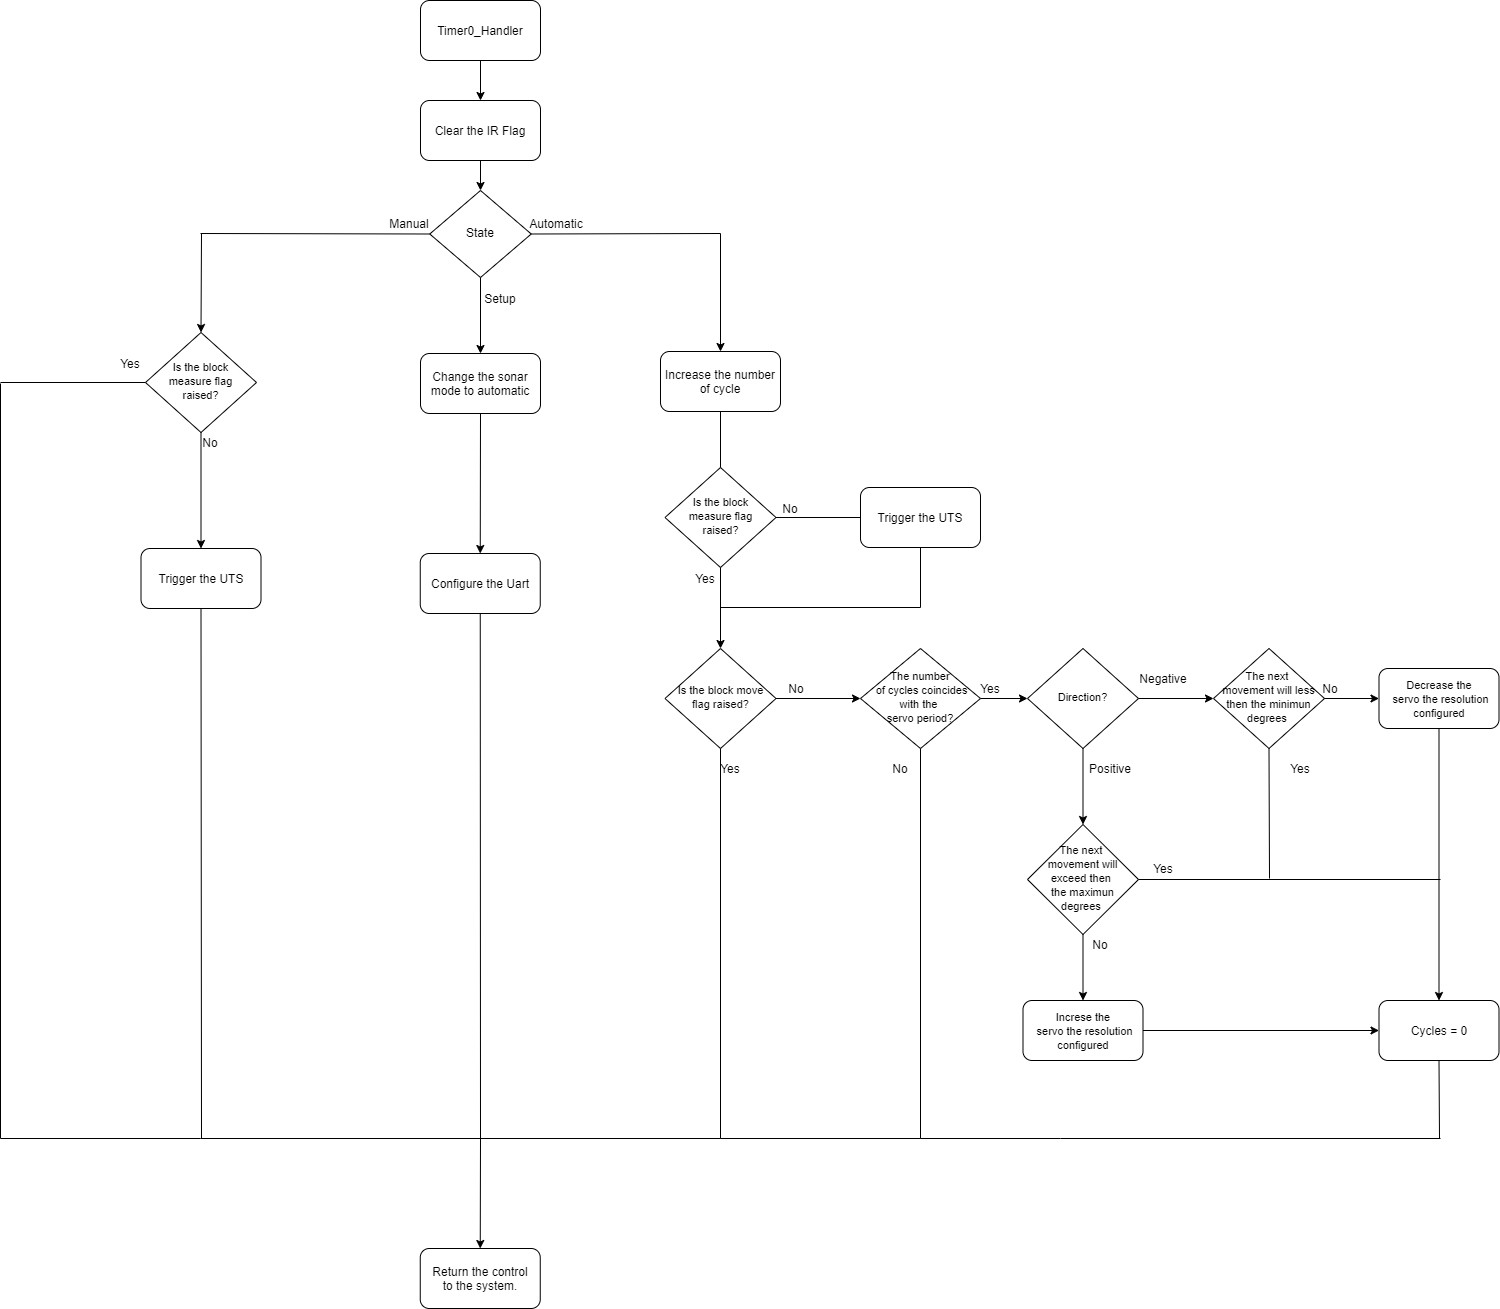 Timer0_Handler
Clear the IR Flag
Manual
State
Automatic
Setup
Yes
Is the block
measure flag
raised?
No
Change the sonar
mode to automatic
Increase the number
of cycle
Is the block
measure flag
raised?
No
Trigger the UTS
Yes
Trigger the UTS
Configure the Uart
Is the block move
flag raised?
No
Yes
The number
of cycles coincides
with the
servo period?
Yes
No
Direction?
Negative
Positive
The next
movement will less
then the minimun
degrees
No
Yes
Decrease the
servo the resolution
configured
The next
movement will
exceed then
the maximun
degrees
Yes
No
Increse the
servo the resolution
configured
Cycles = 0
Return the control
to the system.